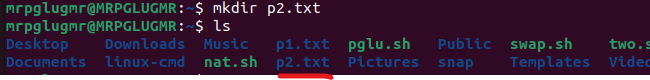 mrpglugmr@MRPGLUGMR:~$ mkdir p2.txt
mrpglugmr@MRPGLUGMR:~$ ls
Desktop Downloads Music p1.txt pglu.sh Public swap.sh two.s
Documents linux-cmd nat.sh p2.txt Pictures snap Templates Video